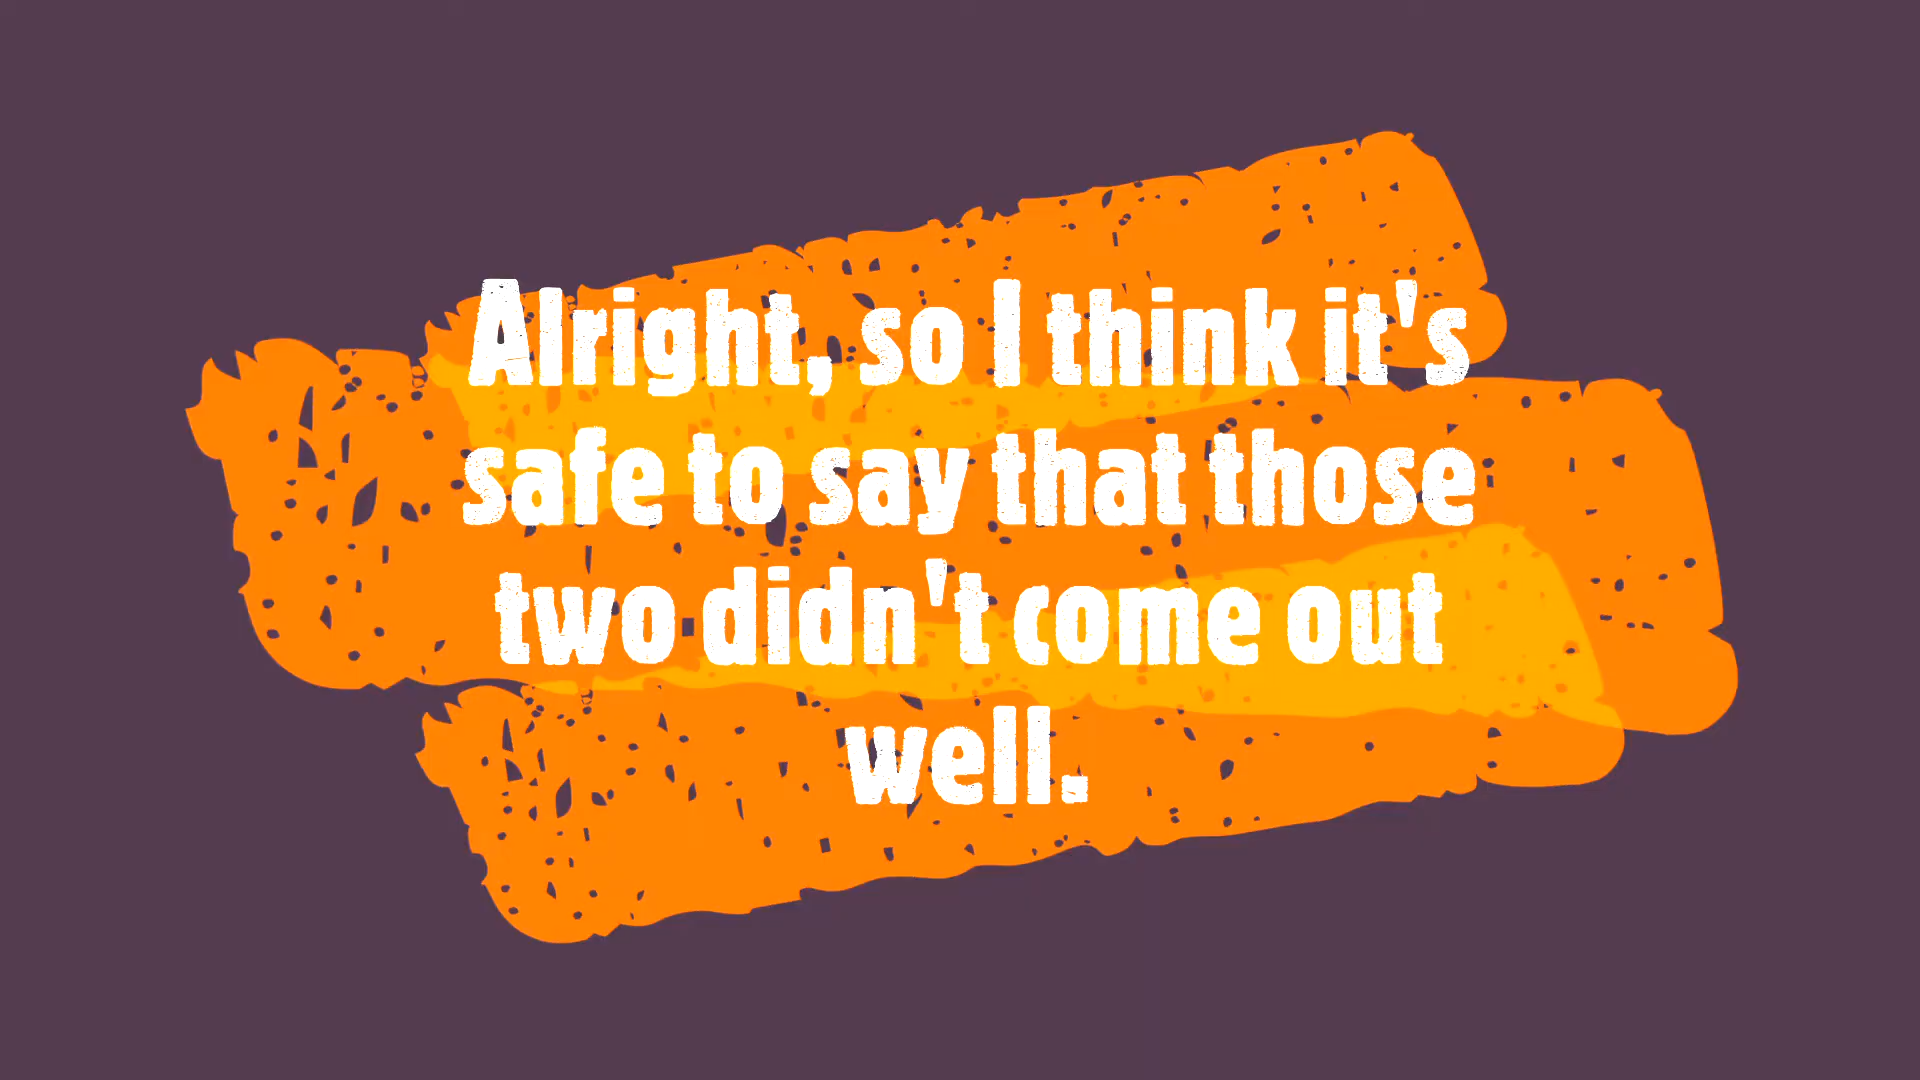 Alright, so I think it's
safe to say that those
two didn't come out
well.